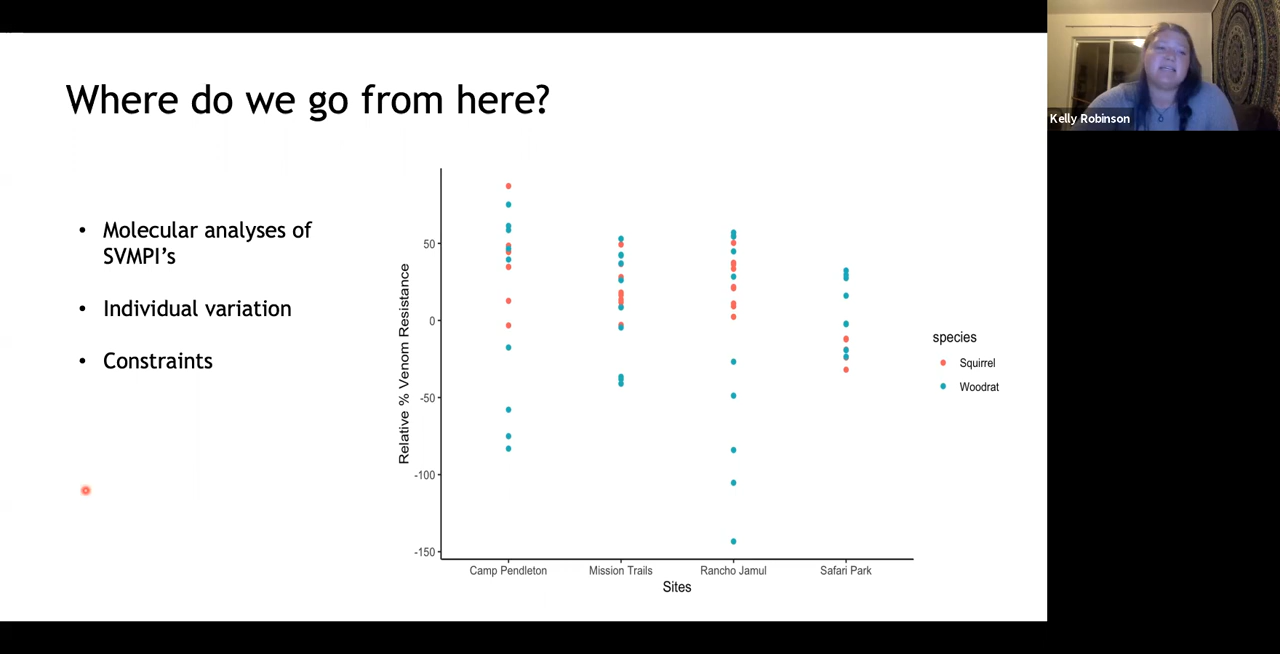 Where do we go from here?
Kelly Robinson
• Molecular analyses of
SVMPI's
• Individual variation
• Constraints
Relative % Venom Resistance
50
0
-50
-100
-150
Camp Pendleton
Mission Trails
Rancho Jamul
Safari Park
Sites
species
Squirrel
Woodrat